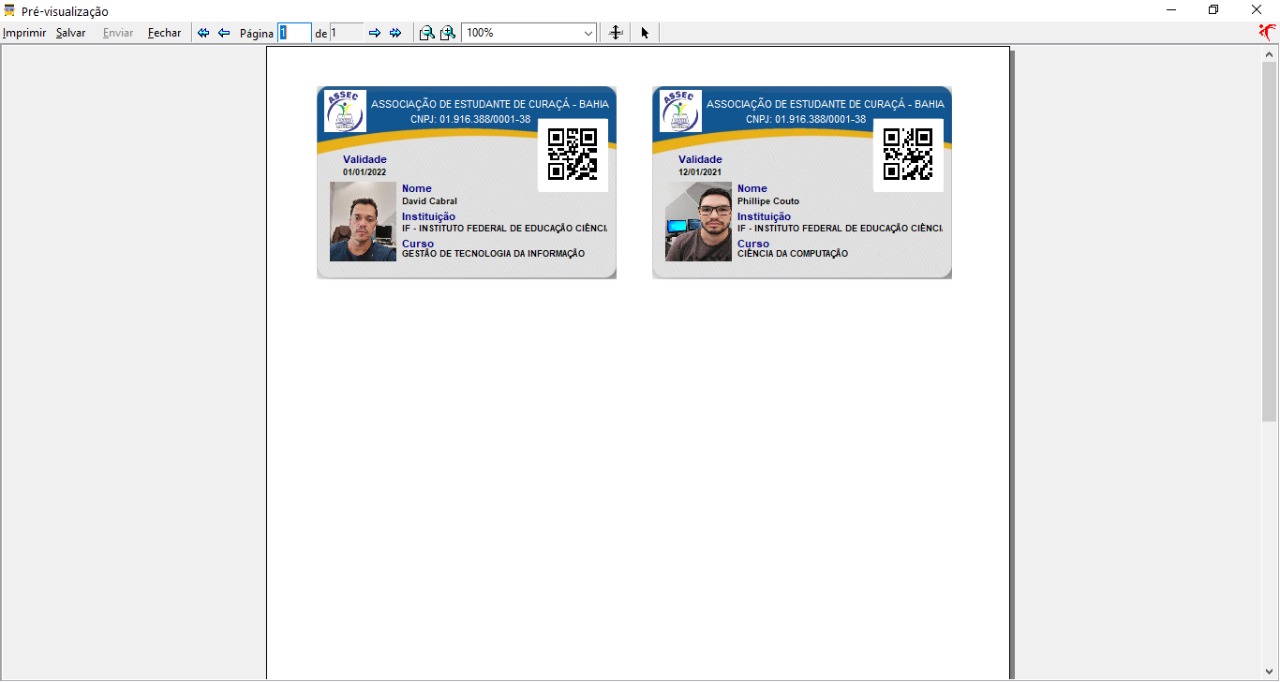 Pré-visualização
Imprimir Salvar Enviar Fechar Página 1 de 1 100%
ASSEC
ASSOCIAÇÃO DE ESTUDANTE DE CURAÇÁ - BAHIA
CNPJ: 01.916.388/0001-38
Validade
01/01/2022
Nome
David Cabral
Instituição
IF - INSTITUTO FEDERAL DE EDUCAÇÃO CIÊNCI
Curso
GESTÃO DE TECNOLOGIA DA INFORMAÇÃO
ASSEC
ASSOCIAÇÃO DE ESTUDANTE DE CURAÇÁ - BAHIA
CNPJ: 01.916.388/0001-38
Validade
12/01/2021
Nome
Phillipe Couto
Instituição
IF - INSTITUTO FEDERAL DE EDUCAÇÃO CIÊNCI
Curso
CIÊNCIA DA COMPUTAÇÃO